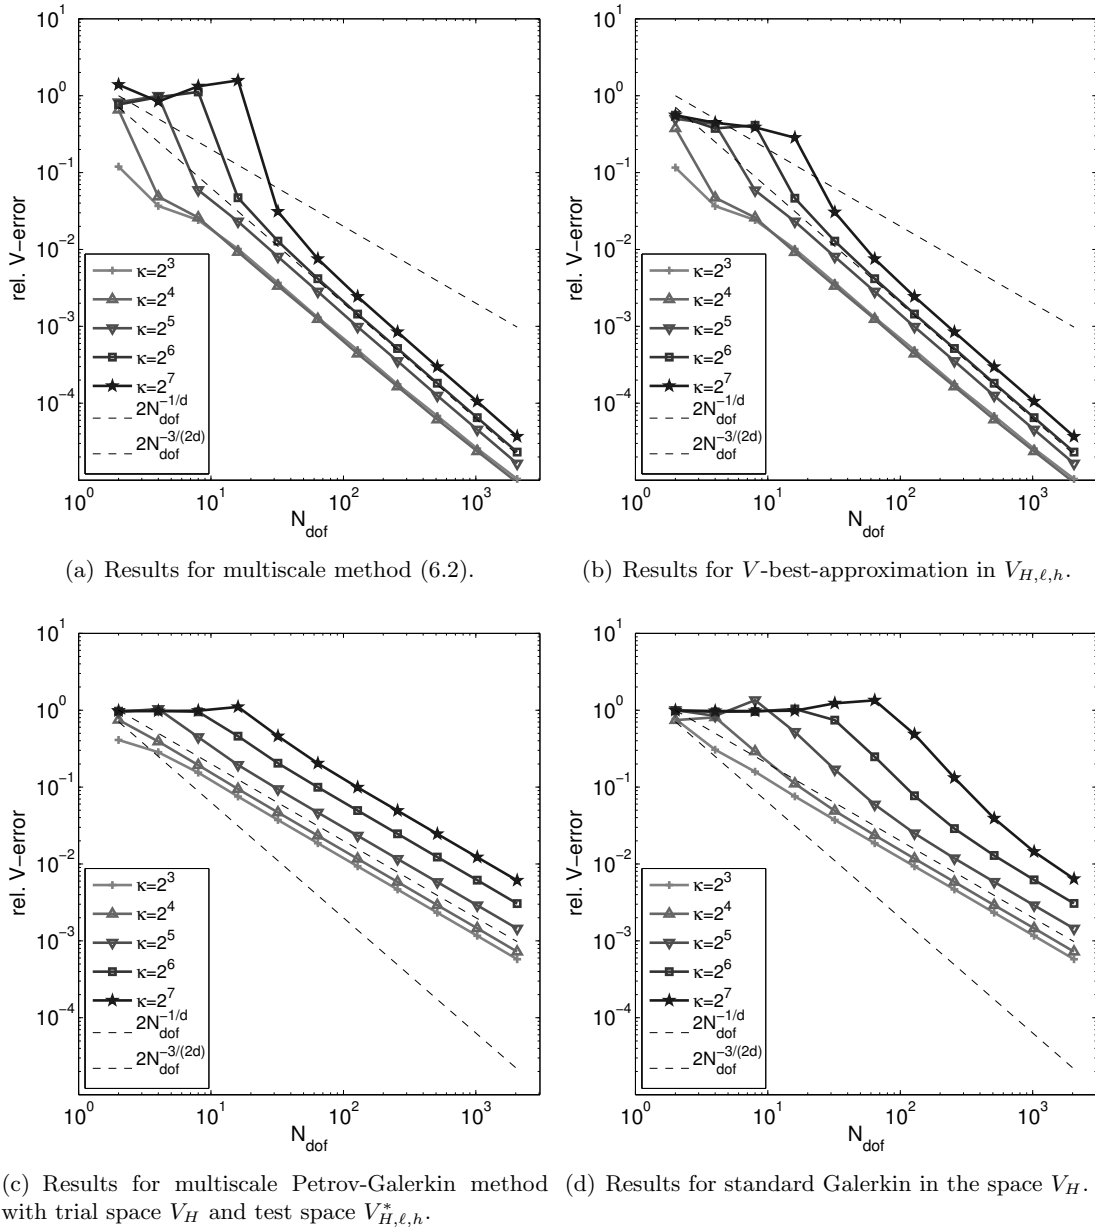 10^1
10^0
10^-1
10^-2
10^-3
10^-4
rel. V-error
κ=2^3
κ=2^4
κ=2^5
κ=2^6
κ=2^7
2N_dof^-1/d
2N_dof^-3/(2d)
10^0
10^1
10^2
10^3
N_dof
(a) Results for multiscale method (6.2).
10^1
10^0
10^-1
10^-2
10^-3
10^-4
rel. V-error
κ=2^3
κ=2^4
κ=2^5
κ=2^6
κ=2^7
2N_dof^-1/d
2N_dof^-3/(2d)
10^0
10^1
10^2
10^3
N_dof
(b) Results for V-best-approximation in V_H,ℓ,h.
10^1
10^0
10^-1
10^-2
10^-3
10^-4
rel. V-error
κ=2^3
κ=2^4
κ=2^5
κ=2^6
κ=2^7
2N_dof^-1/d
2N_dof^-3/(2d)
10^0
10^1
10^2
10^3
N_dof
(c) Results for multiscale Petrov-Galerkin method
with trial space V_H and test space V*_H,ℓ,h.
10^1
10^0
10^-1
10^-2
10^-3
10^-4
rel. V-error
κ=2^3
κ=2^4
κ=2^5
κ=2^6
κ=2^7
2N_dof^-1/d
2N_dof^-3/(2d)
10^0
10^1
10^2
10^3
N_dof
(d) Results for standard Galerkin in the space V_H.